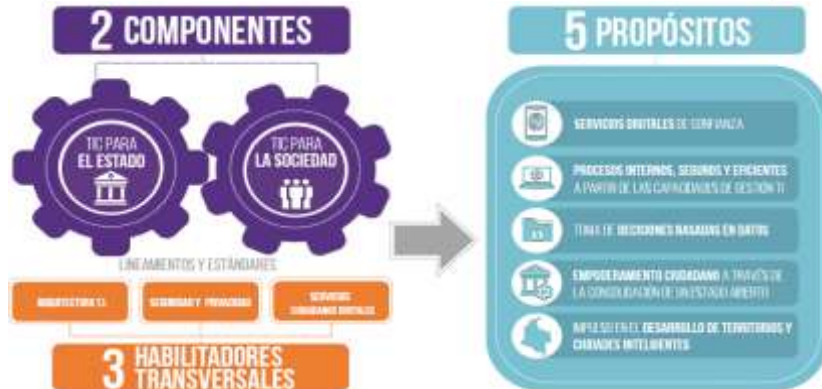 2 COMPONENTES
TIC PARA
EL ESTADO
TIC PARA
LA SOCIEDAD
LINEAMIENTOS Y ESTÁNDARES
ARQUITECTURA T.I.
SEGURIDAD Y PRIVACIDAD
SERVICIOS
CIUDADANOS DIGITALES
3 HABILITADORES
TRANSVERSALES
5 PROPÓSITOS
SERVICIOS DIGITALES DE CONFIANZA
PROCESOS INTERNOS, SEGUROS Y EFICIENTES
A PARTIR DE LAS CAPACIDADES DE GESTIÓN TI
TOMA DE DECISIONES BASADAS EN DATOS
EMPODERAMIENTO CIUDADANO A TRAVÉS DE
LA CONSOLIDACIÓN DE UN ESTADO ABIERTO
IMPULSO EN EL DESARROLLO DE TERRITORIOS Y
CIUDADES INTELIGENTES